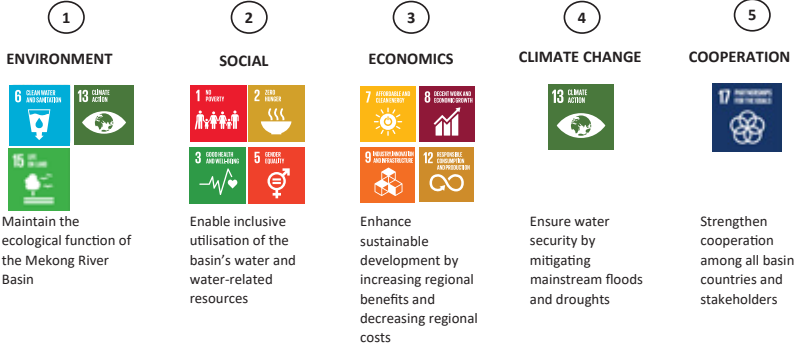 1
ENVIRONMENT
6 CLEAN WATER
AND SANITATION
13 CLIMATE
ACTION
15 LIFE
ON LAND
Maintain the
ecological function of
the Mekong River
Basin
2
SOCIAL
1 NO
POVERTY
2 ZERO
HUNGER
3 GOOD HEALTH
AND WELL-BEING
5 GENDER
EQUALITY
Enable inclusive
utilisation of the
basin's water and
water-related
resources
3
ECONOMICS
7 AFFORDABLE AND
CLEAN ENERGY
8 DECENT WORK AND
ECONOMIC GROWTH
9 INDUSTRY, INNOVATION
AND INFRASTRUCTURE
12 RESPONSIBLE
CONSUMPTION
AND PRODUCTION
Enhance
sustainable
development by
increasing regional
benefits and
decreasing regional
costs
4
CLIMATE CHANGE
13 CLIMATE
ACTION
Ensure water
security by
mitigating
mainstream floods
and droughts
5
COOPERATION
17 PARTNERSHIPS
FOR THE GOALS
Strengthen
cooperation
among all basin
countries and
stakeholders